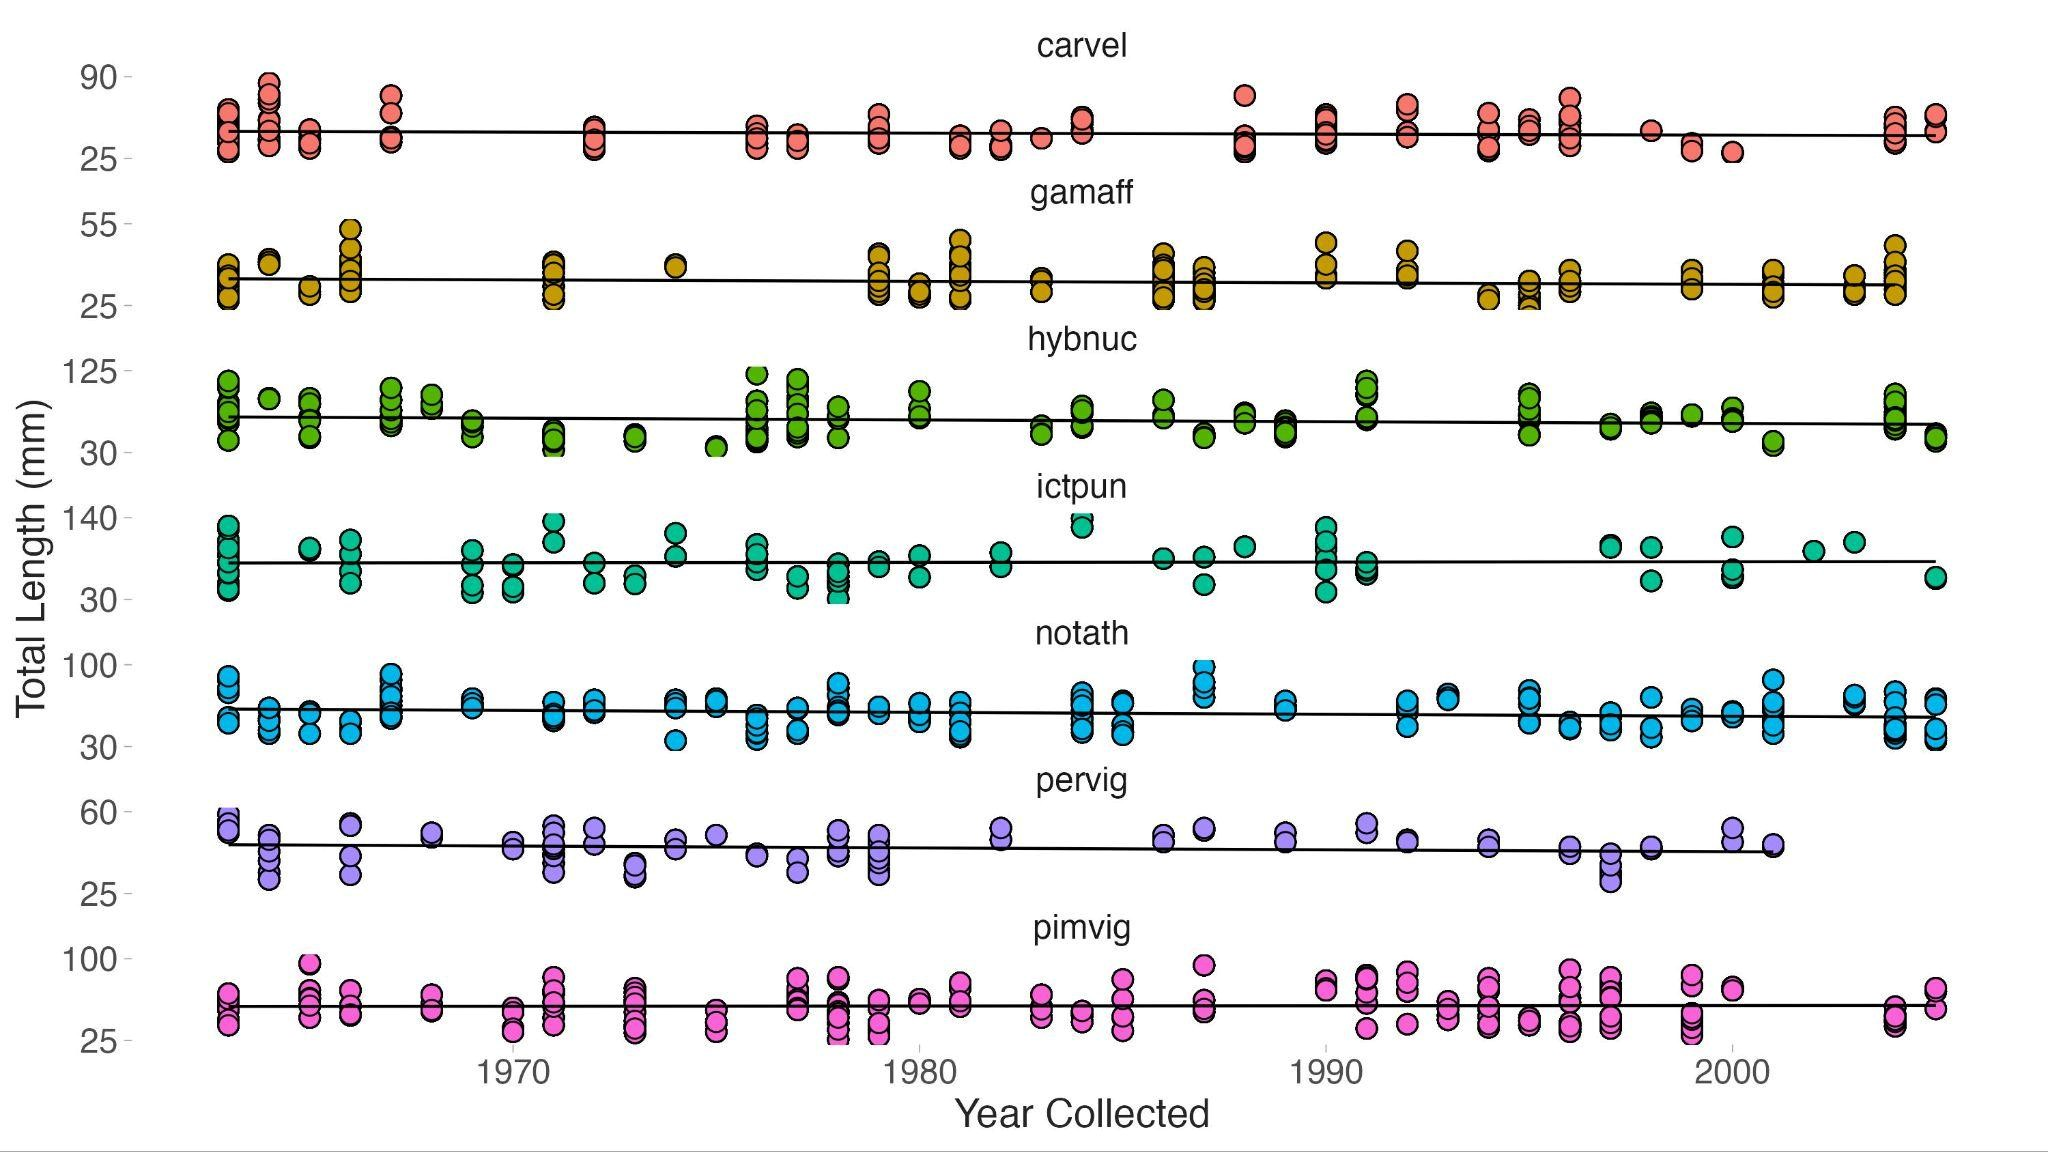 carvel
90
25
gamaff
55
25
hybnuc
125
30
ictpun
140
30
notath
100
30
pervig
60
25
pimvig
100
25
1970 1980 1990 2000
Year Collected
Total Length (mm)